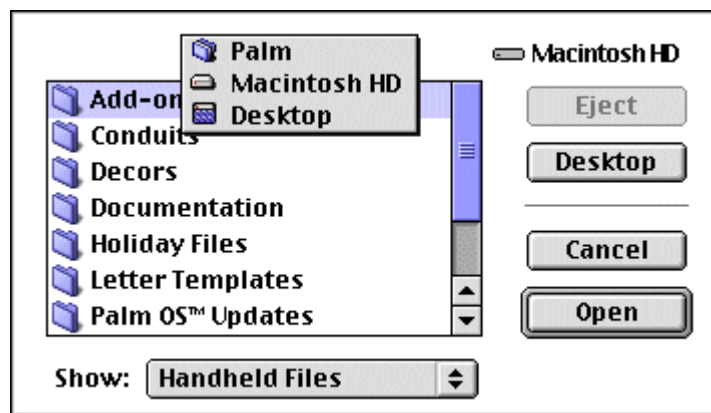 Palm
Macintosh HD
Desktop
Macintosh HD
Add-on
Conduits
Decors
Documentation
Holiday Files
Letter Templates
Palm OS™ Updates
Eject
Desktop
Cancel
Open
Show: Handheld Files